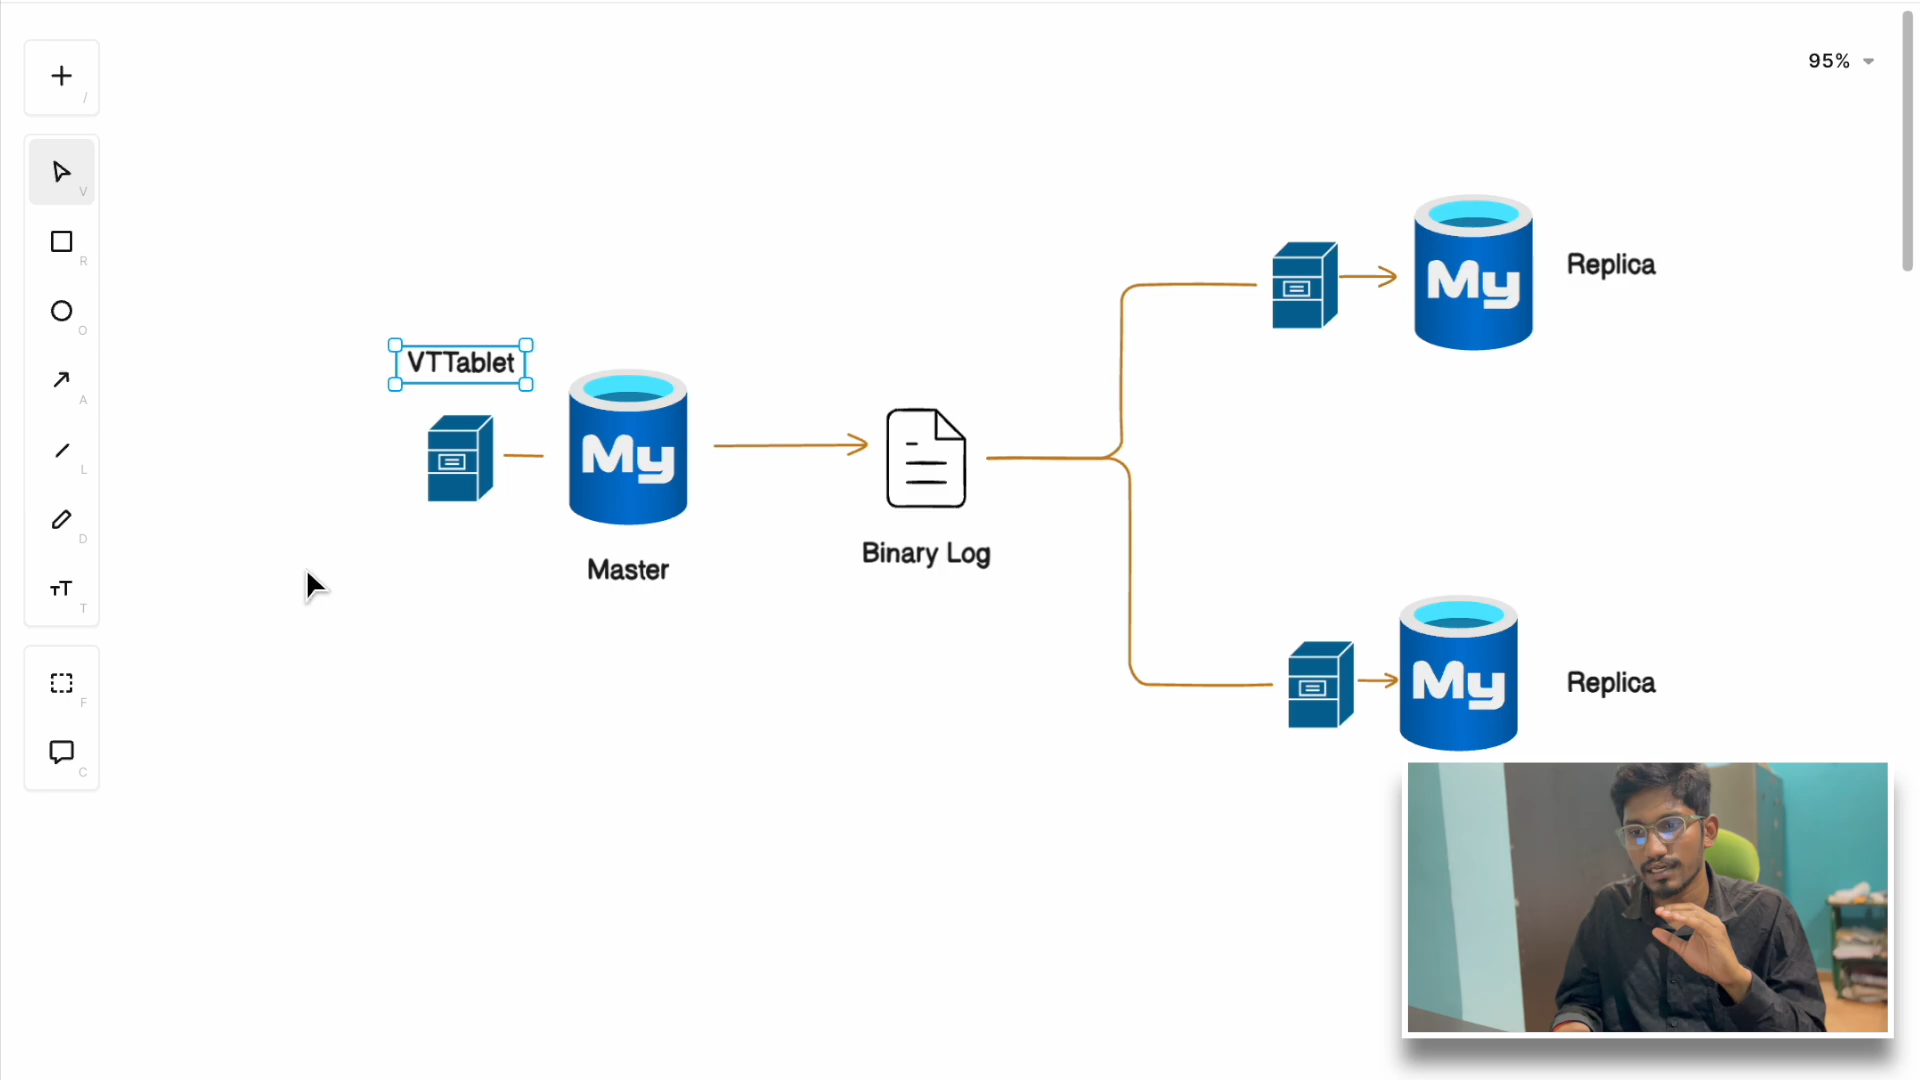 95%
/
V
R
O
A
L
D
T
T
F
C
VTTablet
My
Master
Binary Log
My
Replica
My
Replica